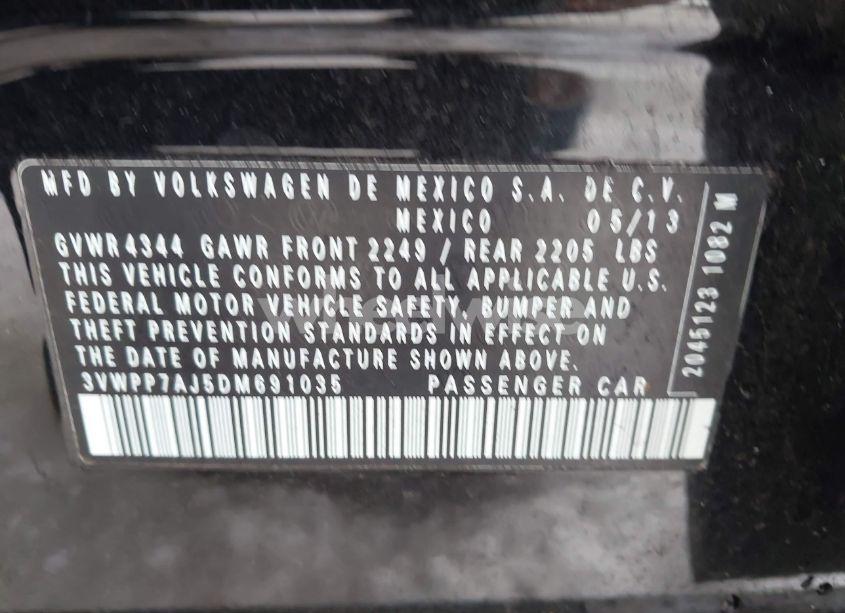 MFD BY VOLKSWAGEN DE MEXICO S.A. DE C.V.
MEXICO 05/13
GVWR 4344 GAWR FRONT 2249 / REAR 2205 LBS
THIS VEHICLE CONFORMS TO ALL APPLICABLE U.S.
FEDERAL MOTOR VEHICLE SAFETY, BUMPER AND
THEFT PREVENTION STANDARDS IN EFFECT ON
THE DATE OF MANUFACTURE SHOWN ABOVE.
3VWPP7AJ5DM691035 PASSENGER CAR
2045123 1082 M